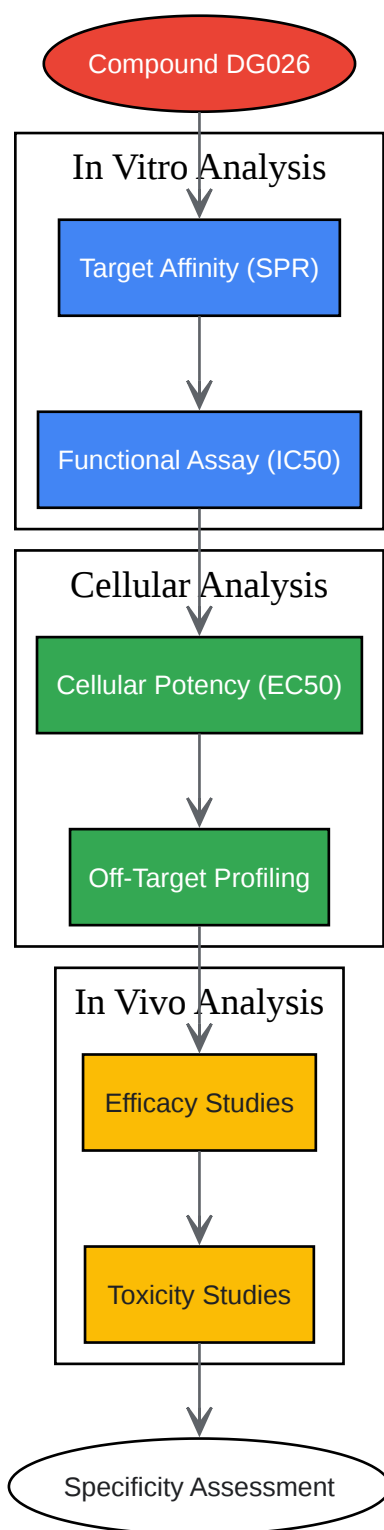 Compound DG026
In Vitro Analysis
Target Affinity (SPR)
Functional Assay (IC50)
Cellular Analysis
Cellular Potency (EC50)
Off-Target Profiling
In Vivo Analysis
Efficacy Studies
Toxicity Studies
Specificity Assessment